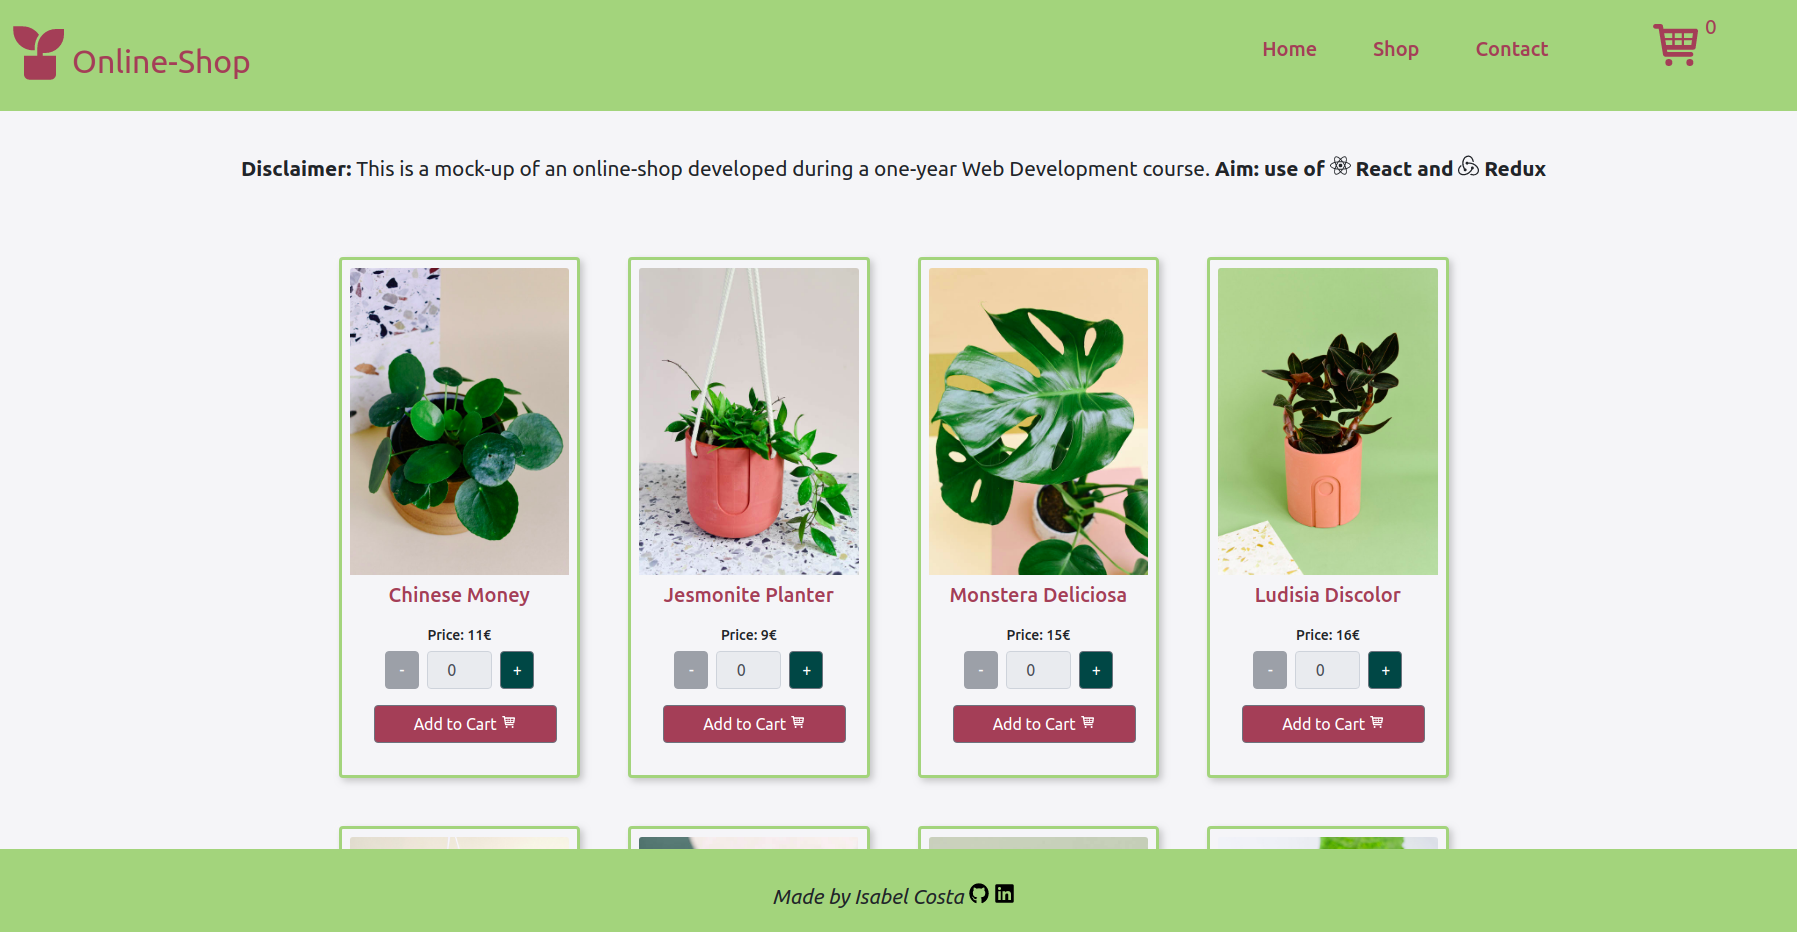 Online-Shop
Home Shop Contact 0
Disclaimer: This is a mock-up of an online-shop developed during a one-year Web Development course. Aim: use of React and Redux
Chinese Money
Price: 11€
- 0 +
Add to Cart
Jesmonite Planter
Price: 9€
- 0 +
Add to Cart
Monstera Deliciosa
Price: 15€
- 0 +
Add to Cart
Ludisia Discolor
Price: 16€
- 0 +
Add to Cart
Made by Isabel Costa in